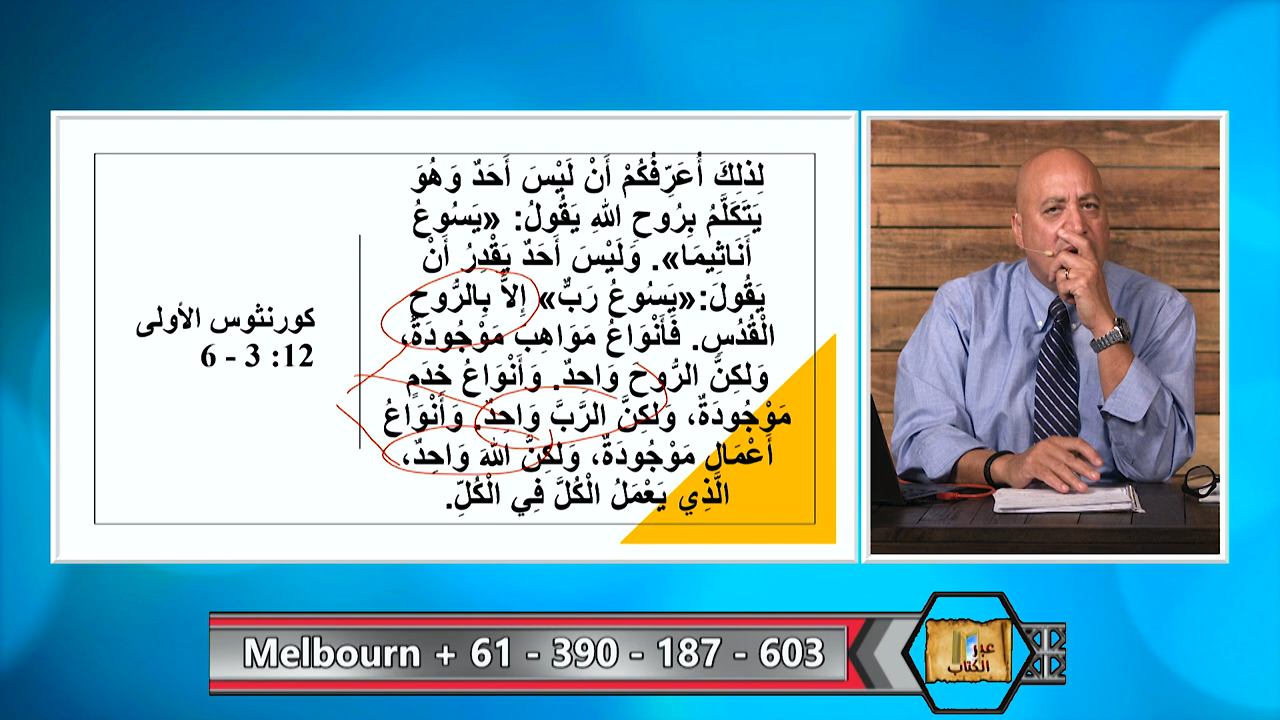 لِذلِكَ أُعَرِّفُكُمْ أَنْ لَيْسَ أَحَدٌ وَهُوَ
يَتَكَلَّمُ بِرُوحِ اللهِ يَقُولُ: «يَسُوعُ
أَنَاثِيمَا». وَلَيْسَ أَحَدٌ يَقْدِرُ أَنْ
يَقُولَ:«يَسُوعُ رَبٌّ» إِلاَّ بِالرُّوحِ
الْقُدُسِ. فَأَنْوَاعُ مَوَاهِبَ مَوْجُودَةٌ،
وَلكِنَّ الرُّوحَ وَاحِدٌ. وَأَنْوَاعُ خِدَمٍ
مَوْجُودَةٌ، وَلكِنَّ الرَّبَّ وَاحِدٌ. وَأَنْوَاعُ
أَعْمَالٍ مَوْجُودَةٌ، وَلكِنَّ اللهَ وَاحِدٌ،
الَّذِي يَعْمَلُ الْكُلَّ فِي الْكُلِّ.
كورنثوس الأولى
12: 3 - 6
Melbourn + 61 - 390 - 187 - 603
عبر
الكتاب